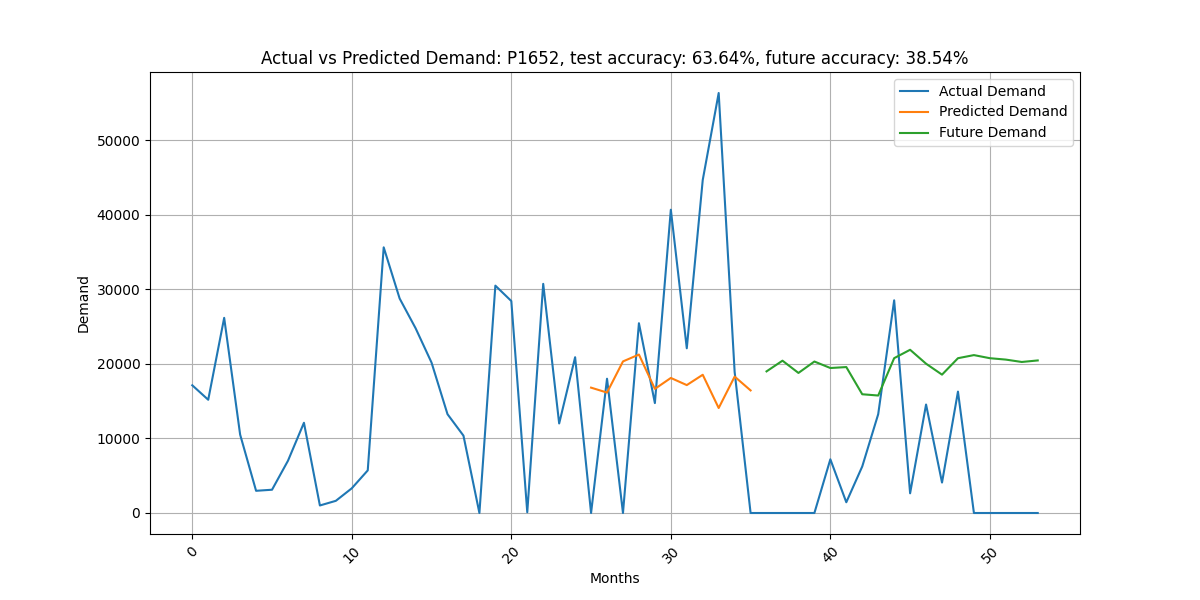 Actual vs Predicted Demand: P1652, test accuracy: 63.64%, future accuracy: 38.54%
Actual Demand
Predicted Demand
Future Demand
Demand
50000
40000
30000
20000
10000
0
0 10 20 30 40 50
Months